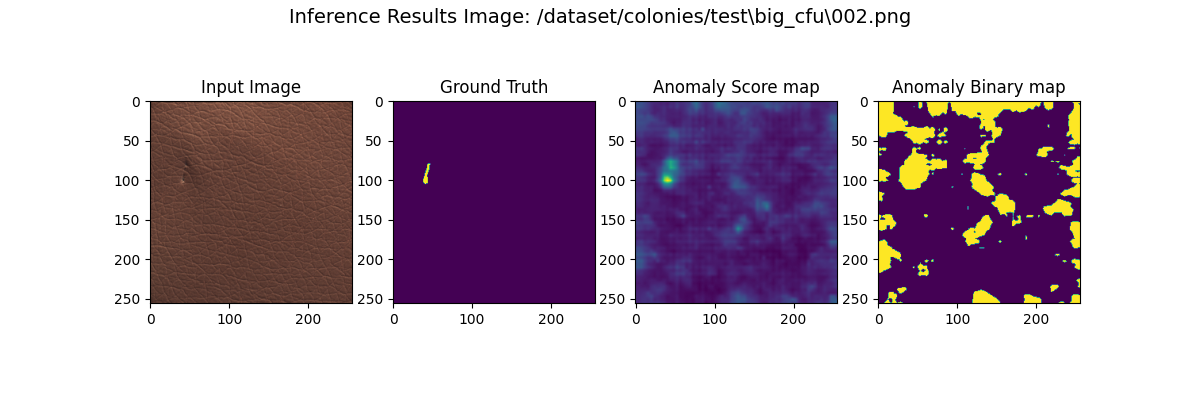 Inference Results Image: /dataset/colonies/test\big_cfu\002.png
Input Image
0
50
100
150
200
250
0 100 200
Ground Truth
0
50
100
150
200
250
0 100 200
Anomaly Score map
0
50
100
150
200
250
0 100 200
Anomaly Binary map
0
50
100
150
200
250
0 100 200